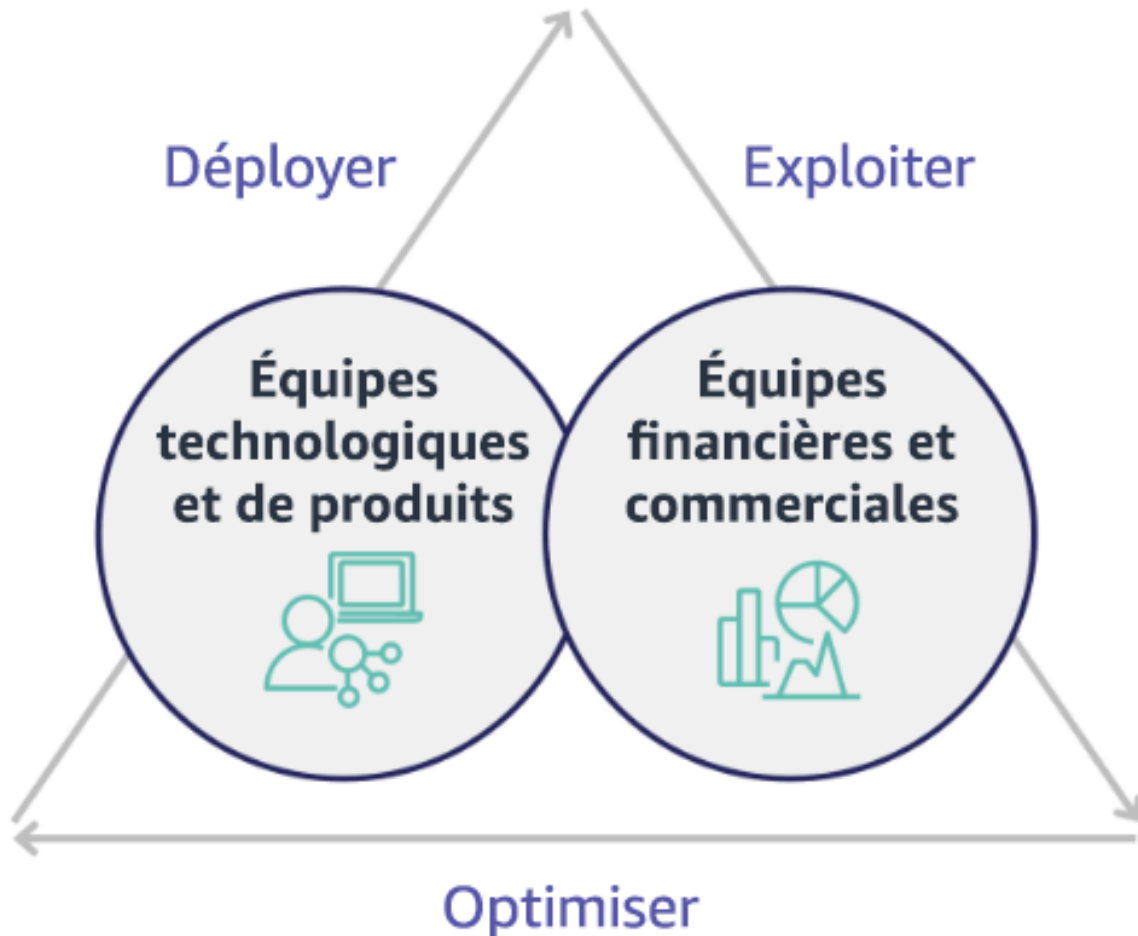 Déployer
Exploiter
Équipes
technologiques
et de produits
Équipes
financières et
commerciales
Optimiser